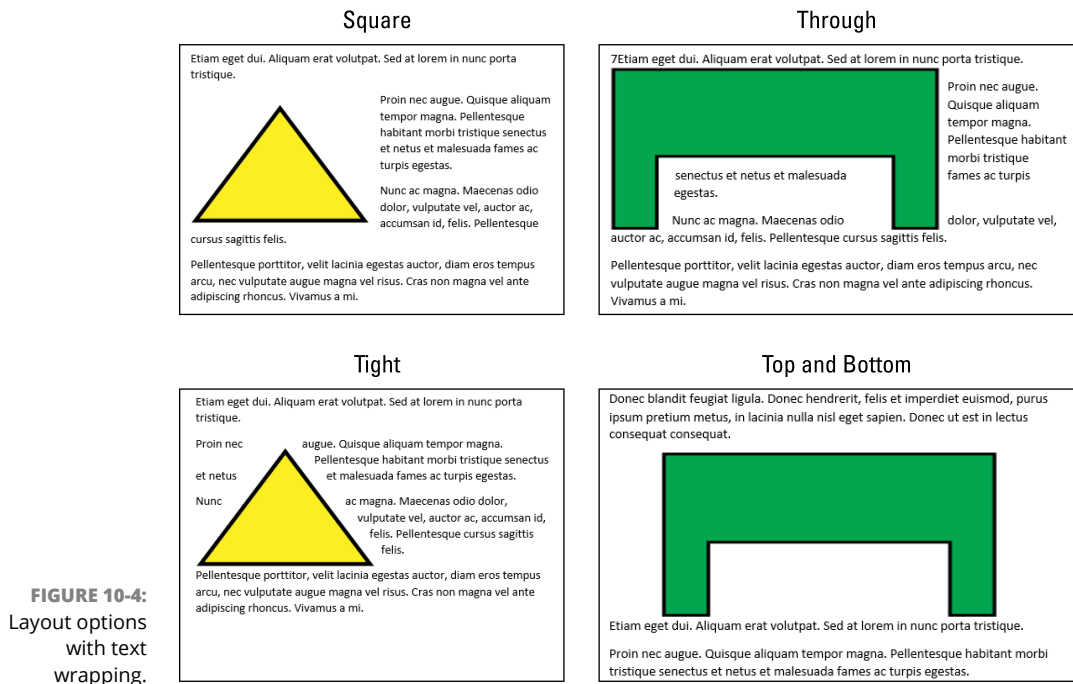 Square
Etiam eget dui. Aliquam erat volutpat. Sed at lorem in nunc porta
tristique.
Proin nec augue. Quisque aliquam
tempor magna. Pellentesque
habitant morbi tristique senectus
et netus et malesuada fames ac
turpis egestas.
Nunc ac magna. Maecenas odio
dolor, vulputate vel, auctor ac,
accumsan id, felis. Pellentesque
cursus sagittis felis.
Pellentesque porttitor, velit lacinia egestas auctor, diam eros tempus
arcu, nec vulputate augue magna vel risus. Cras non magna vel ante
adipiscing rhoncus. Vivamus a mi.
Through
7Etiam eget dui. Aliquam erat volutpat. Sed at lorem in nunc porta tristique.
Proin nec augue.
Quisque aliquam
tempor magna.
Pellentesque habitant
morbi tristique
fames ac turpis
senectus et netus et malesuada
egestas.
Nunc ac magna. Maecenas odio dolor, vulputate vel,
auctor ac, accumsan id, felis. Pellentesque cursus sagittis felis.
Pellentesque porttitor, velit lacinia egestas auctor, diam eros tempus arcu, nec
vulputate augue magna vel risus. Cras non magna vel ante adipiscing rhoncus.
Vivamus a mi.
Tight
Etiam eget dui. Aliquam erat volutpat. Sed at lorem in nunc porta
tristique.
Proin nec augue. Quisque aliquam tempor magna.
Pellentesque habitant morbi tristique senectus
et netus et malesuada fames ac turpis egestas.
Nunc ac magna. Maecenas odio dolor,
vulputate vel, auctor ac, accumsan id,
felis. Pellentesque cursus sagittis
felis.
Pellentesque porttitor, velit lacinia egestas auctor, diam eros tempus
arcu, nec vulputate augue magna vel risus. Cras non magna vel ante
adipiscing rhoncus. Vivamus a mi.
Top and Bottom
Donec blandit feugiat ligula. Donec hendrerit, felis et imperdiet euismod, purus
ipsum pretium metus, in lacinia nulla nisl eget sapien. Donec ut est in lectus
consequat consequat.
Etiam eget dui. Aliquam erat volutpat. Sed at lorem in nunc porta tristique.
Proin nec augue. Quisque aliquam tempor magna. Pellentesque habitant morbi
tristique senectus et netus et malesuada fames ac turpis egestas.
FIGURE 10-4:
Layout options
with text
wrapping.